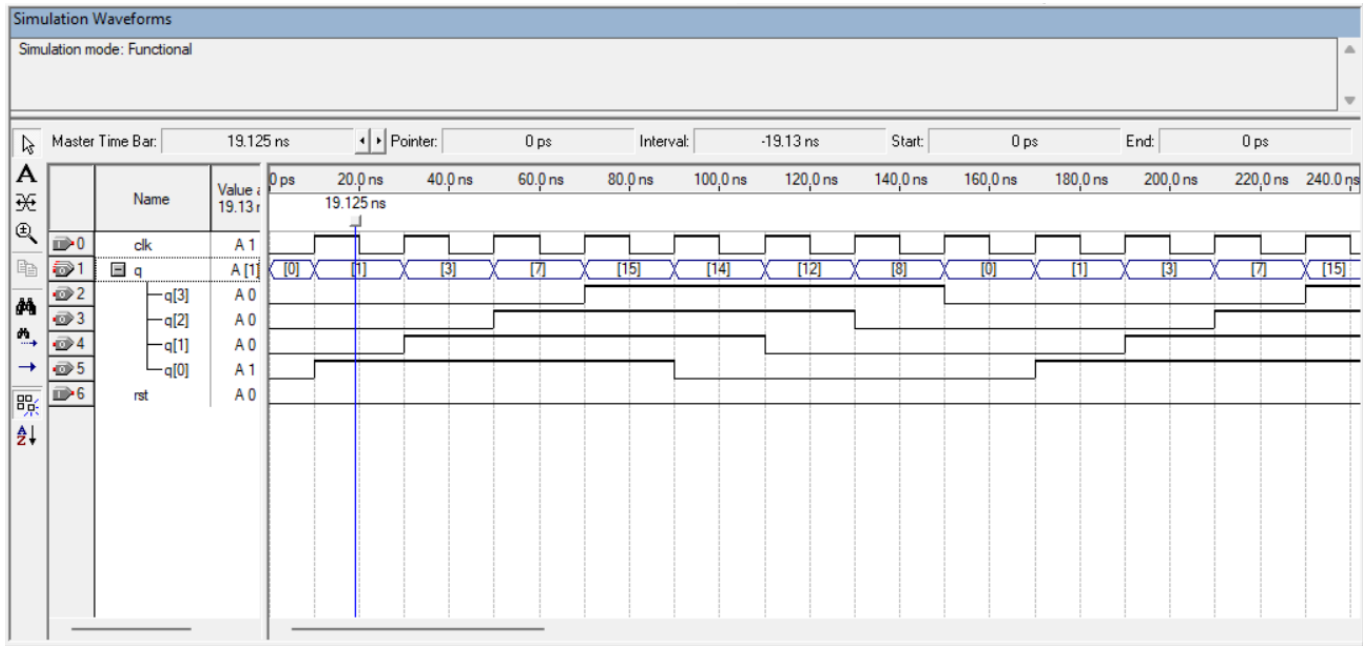 Simulation Waveforms
Simulation mode: Functional
Master Time Bar: 19.125 ns Pointer: 0 ps Interval: -19.13 ns Start: 0 ps End: 0 ps
A
Name
Value a
19.13 n
0 ps 20.0 ns 40.0 ns 60.0 ns 80.0 ns 100.0 ns 120.0 ns 140.0 ns 160.0 ns 180.0 ns 200.0 ns 220.0 ns 240.0 ns
19.125 ns
0 clk A 1
1 q A [1] [0] [1] [3] [7] [15] [14] [12] [8] [0] [1] [3] [7] [15]
2 q[3] A 0
3 q[2] A 0
4 q[1] A 0
5 q[0] A 1
6 rst A 0
A
Z